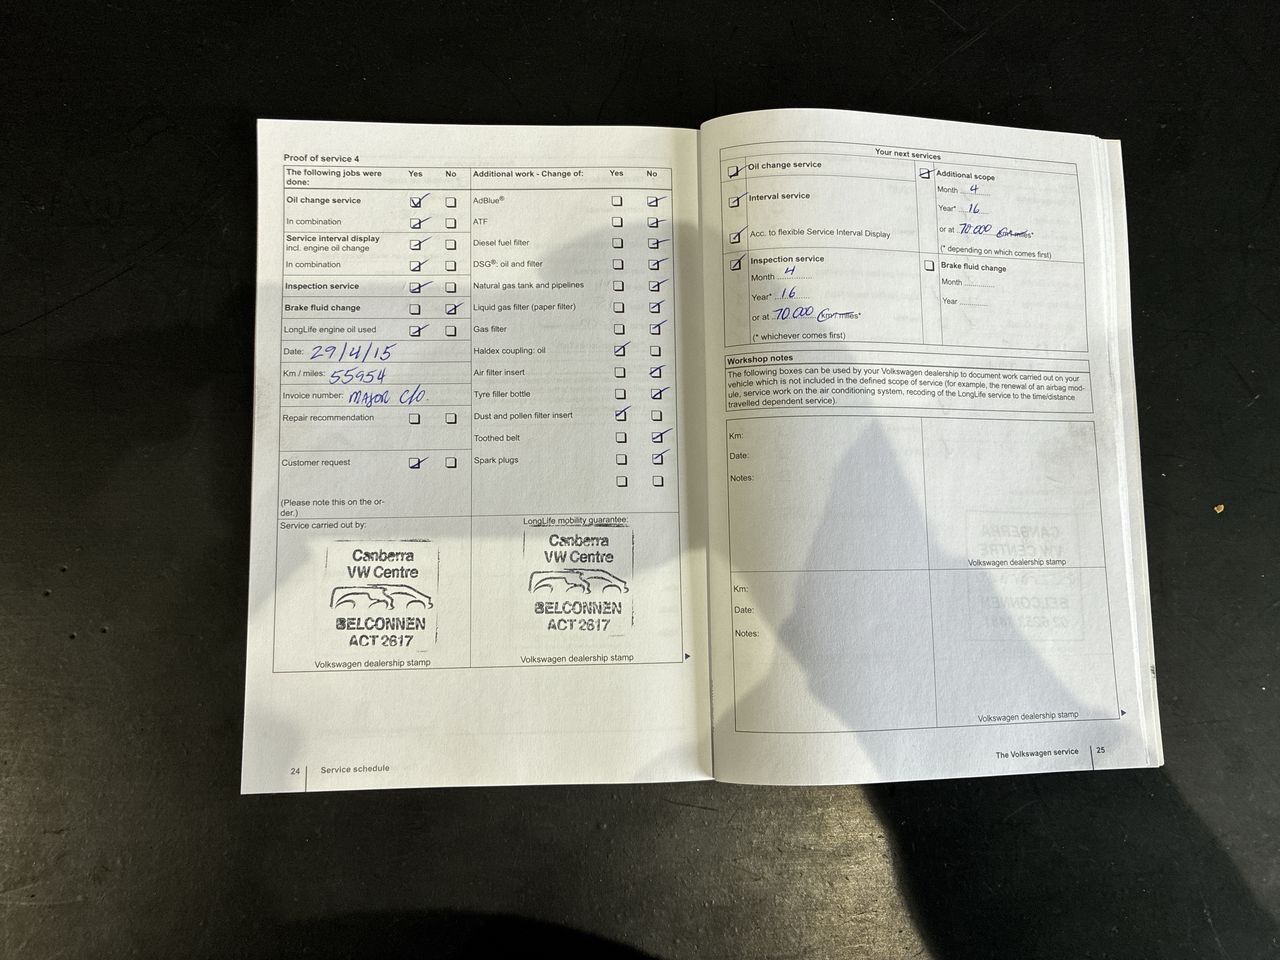 Proof of service 4
The following jobs were done: Yes No
Oil change service
In combination
Service interval display
incl. engine oil change
In combination
Inspection service
Brake fluid change
LongLife engine oil used
Date: 29/4/15
Km / miles: 55954
Invoice number: MAJOR C/O.
Repair recommendation
Customer request
(Please note this on the or-
der.)
Additional work - Change of: Yes No
AdBlue®
ATF
Diesel fuel filter
DSG®: oil and filter
Natural gas tank and pipelines
Liquid gas filter (paper filter)
Gas filter
Haldex coupling: oil
Air filter insert
Tyre filler bottle
Dust and pollen filter insert
Toothed belt
Spark plugs
Service carried out by:
Canberra
VW Centre
BELCONNEN
ACT 2617
Volkswagen dealership stamp
LongLife mobility guarantee:
Canberra
VW Centre
BELCONNEN
ACT 2617
Volkswagen dealership stamp
24 Service schedule
Your next services
Oil change service
Interval service
Acc. to flexible Service Interval Display
Inspection service
Month 4
Year* 16
or at 70.000 km/miles*
(* whichever comes first)
Additional scope
Month 4
Year* 16
or at 70.000 km/miles*
(* depending on which comes first)
Brake fluid change
Month
Year
Workshop notes
The following boxes can be used by your Volkswagen dealership to document work carried out on your
vehicle which is not included in the defined scope of service (for example, the renewal of an airbag mod-
ule, service work on the air conditioning system, recoding of the LongLife service to the time/distance
travelled dependent service).
Km:
Date:
Notes:
Volkswagen dealership stamp
Km:
Date:
Notes:
Volkswagen dealership stamp
The Volkswagen service 25